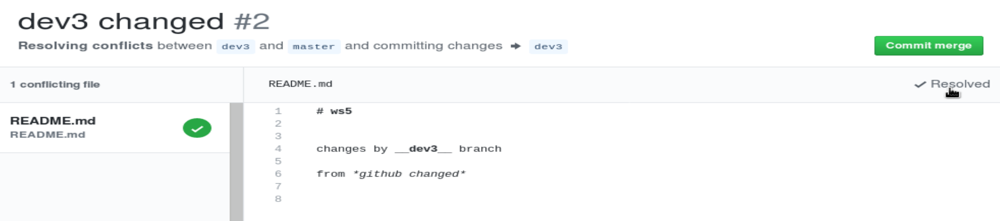 dev3 changed #2
Resolving conflicts between dev3 and master and committing changes → dev3
Commit merge
1 conflicting file
README.md
✓ Resolved
README.md
README.md
1 # ws5
2
3
4 changes by __dev3__ branch
5
6 from *github changed*
7
8